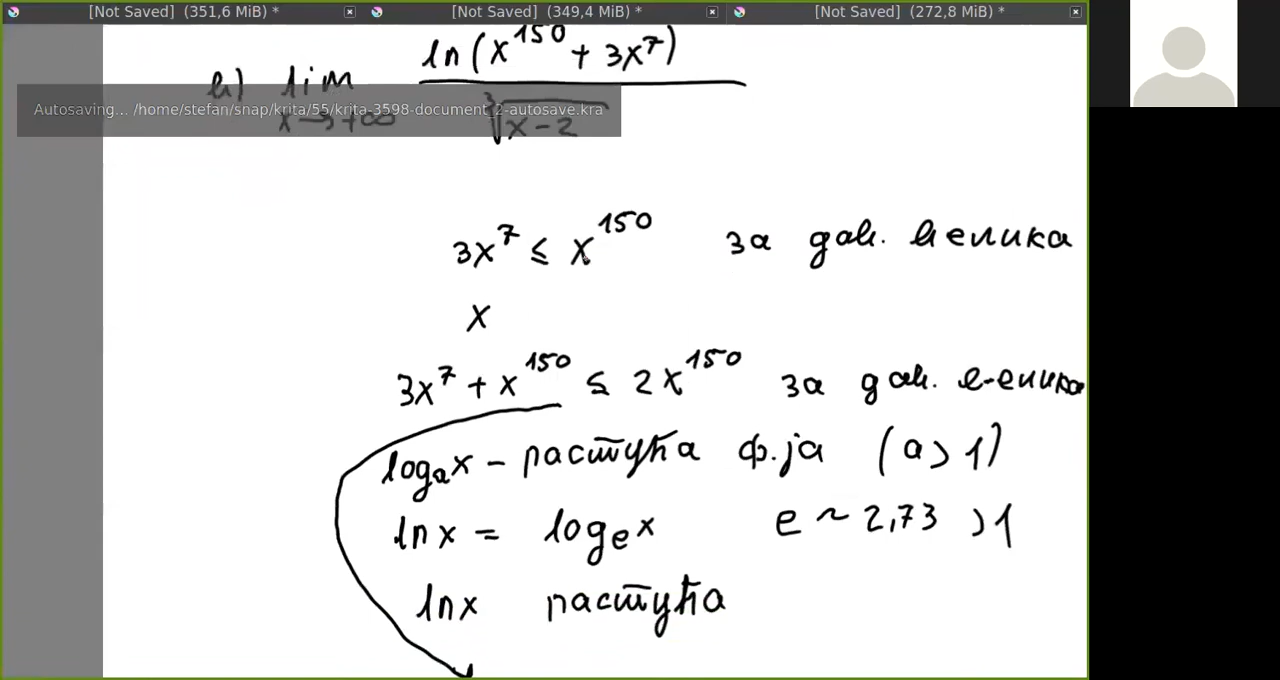 [Not Saved] (351,6 MiB) * [Not Saved] (349,4 MiB) * [Not Saved] (272,8 MiB) *
ln(x^150 + 3x^7)
в) lim
Autosaving... /home/stefan/snap/krita/55/krita-3598-document_2-autosave.kra
x→+∞ ∛x-2
3x^7 ≤ x^150 за дов. велика
x
3x^7 + x^150 ≤ 2x^150 за дов. велика
log_a x - растућа ф.ја (a>1)
ln x = log_e x e ~ 2,73 >1
ln x растућа